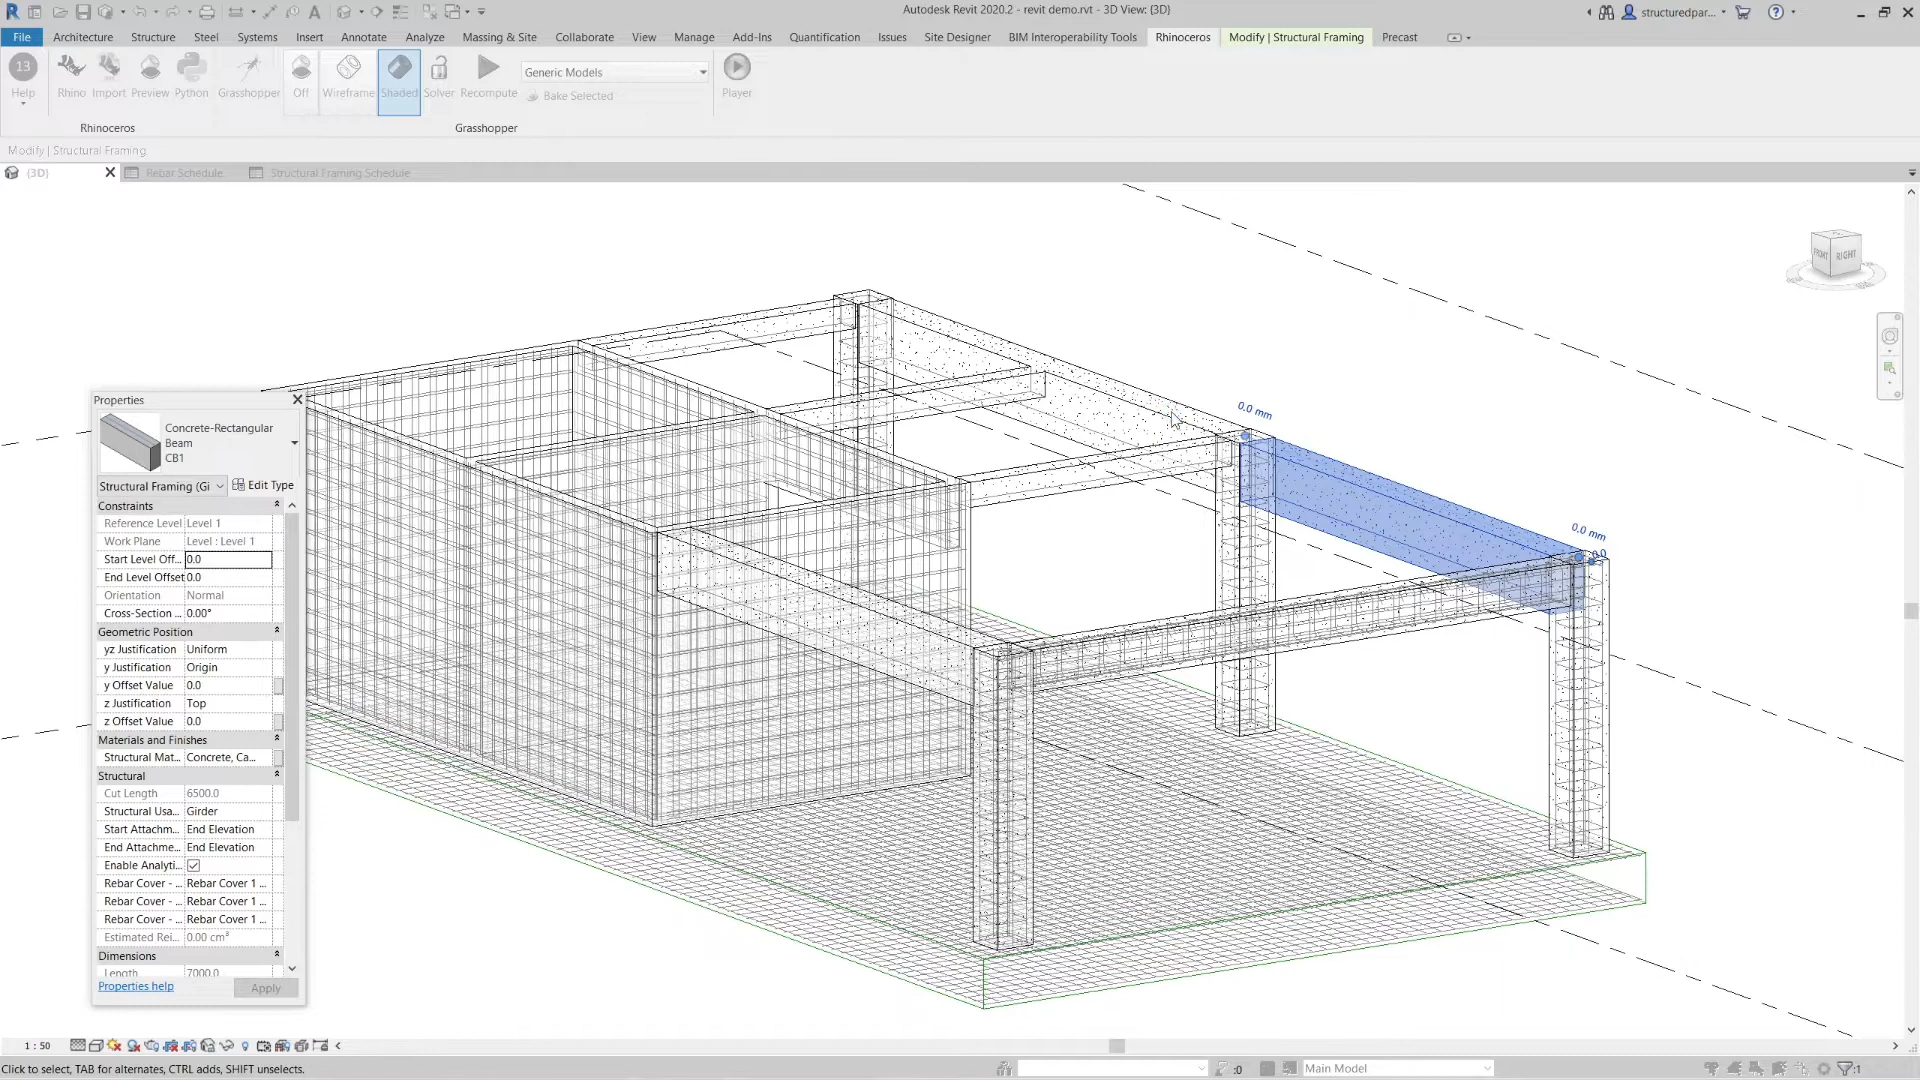 Autodesk Revit 2020.2 - revit demo.rvt - 3D View: {3D}
structuredpar...
File Architecture Structure Steel Systems Insert Annotate Analyze Massing & Site Collaborate View Manage Add-Ins Quantification Issues Site Designer BIM Interoperability Tools Rhinoceros Modify | Structural Framing Precast
13
Help Rhino Import Preview Python Grasshopper Off Wireframe Shaded Solver Recompute
Generic Models
Bake Selected
Player
Rhinoceros
Grasshopper
Modify | Structural Framing
{3D} Rebar Schedule Structural Framing Schedule
FRONT RIGHT
0.0 mm
0.0 mm
0.0
Properties
Concrete-Rectangular
Beam
CB1
Structural Framing (Gi Edit Type
Constraints
Reference Level Level 1
Work Plane Level : Level 1
Start Level Off... 0.0
End Level Offset 0.0
Orientation Normal
Cross-Section ... 0.00°
Geometric Position
yz Justification Uniform
y Justification Origin
y Offset Value 0.0
z Justification Top
z Offset Value 0.0
Materials and Finishes
Structural Mat... Concrete, Ca...
Structural
Cut Length 6500.0
Structural Usa... Girder
Start Attachm... End Elevation
End Attachme... End Elevation
Enable Analyti...
Rebar Cover - ... Rebar Cover 1 ...
Rebar Cover - ... Rebar Cover 1 ...
Rebar Cover - ... Rebar Cover 1 ...
Estimated Rei... 0.00 cm³
Dimensions
Length 7000.0
Properties help Apply
1 : 50
Click to select, TAB for alternates, CTRL adds, SHIFT unselects.
:0
Main Model
:1